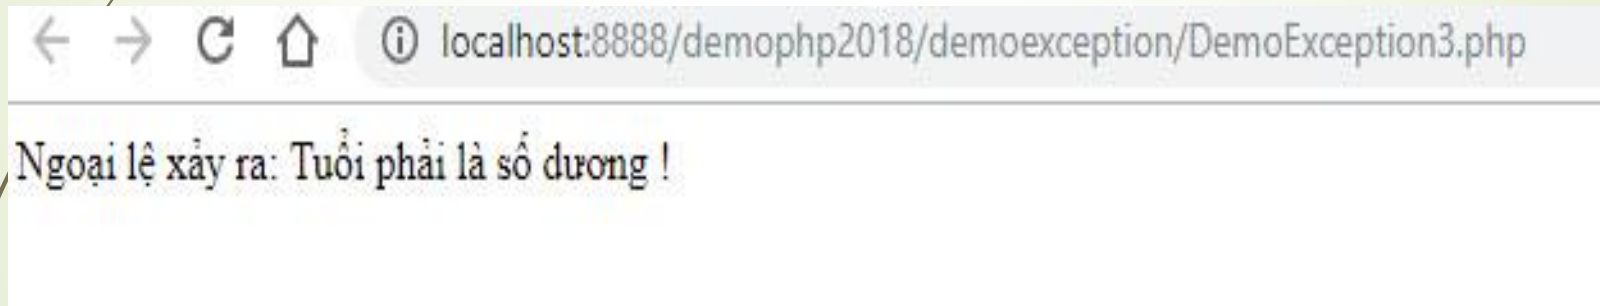 localhost:8888/demophp2018/demoexception/DemoException3.php
Ngoại lệ xảy ra: Tuổi phải là số dương !